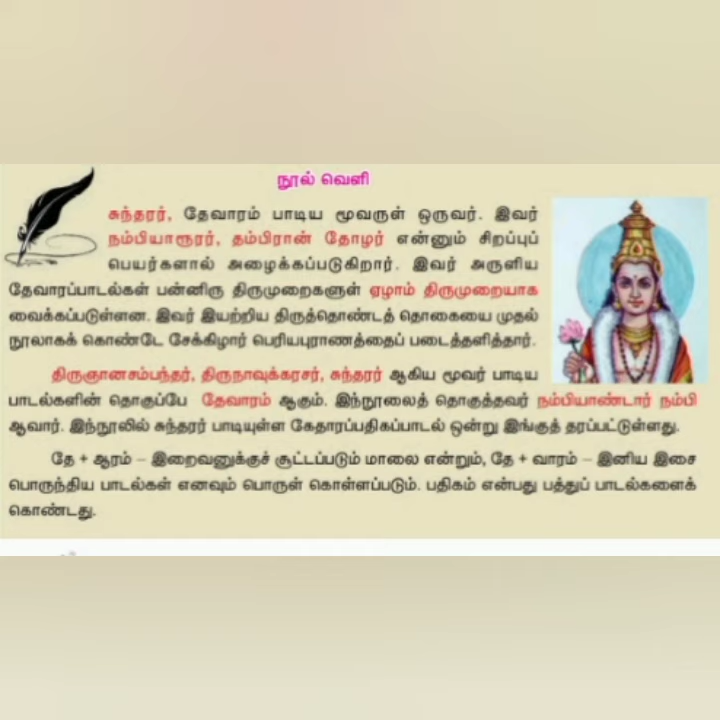 நூல் வெளி
சுந்தரர், தேவாரம் பாடிய மூவருள் ஒருவர். இவர்
நம்பியாரூரர், தம்பிரான் தோழர் என்னும் சிறப்புப்
பெயர்களால் அழைக்கப்படுகிறார். இவர் அருளிய
தேவாரப்பாடல்கள் பன்னிரு திருமுறைகளுள் ஏழாம் திருமுறையாக
வைக்கப்படுள்ளன. இவர் இயற்றிய திருத்தொண்டத் தொகையை முதல்
நூலாகக் கொண்டே சேக்கிழார் பெரியபுராணத்தைப் படைத்தளித்தார்.
திருஞானசம்பந்தர், திருநாவுக்கரசர், சுந்தரர் ஆகிய மூவர் பாடிய
பாடல்களின் தொகுப்பே தேவாரம் ஆகும். இந்நூலைத் தொகுத்தவர் நம்பியாண்டார் நம்பி
ஆவார். இந்நூலில் சுந்தரர் பாடியுள்ள கேதாரப்பதிகப்பாடல் ஒன்று இங்குத் தரப்பட்டுள்ளது.
தே + ஆரம் – இறைவனுக்குச் சூட்டப்படும் மாலை என்றும், தே + வாரம் – இனிய இசை
பொருந்திய பாடல்கள் எனவும் பொருள் கொள்ளப்படும். பதிகம் என்பது பத்துப் பாடல்களைக்
கொண்டது.